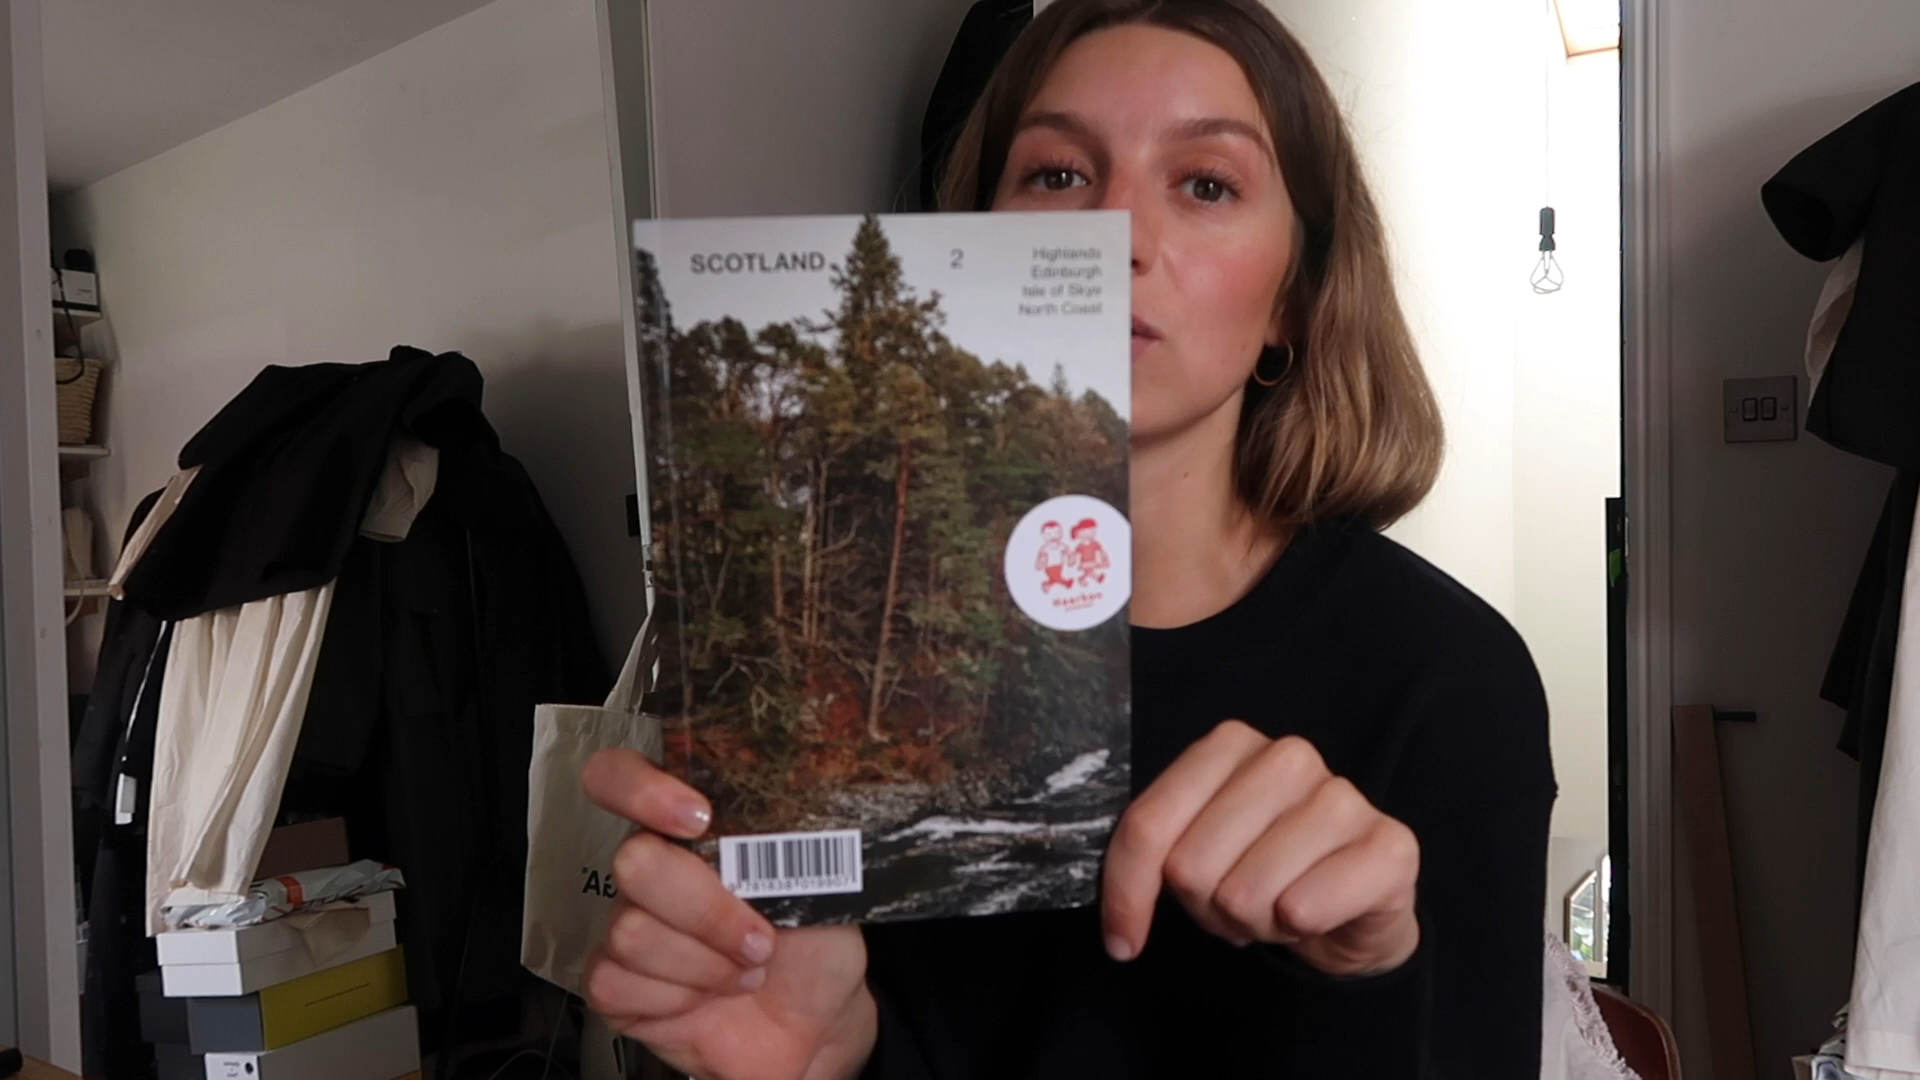 SCOTLAND
2
Highlands
Edinburgh
Isle of Skye
North Coast